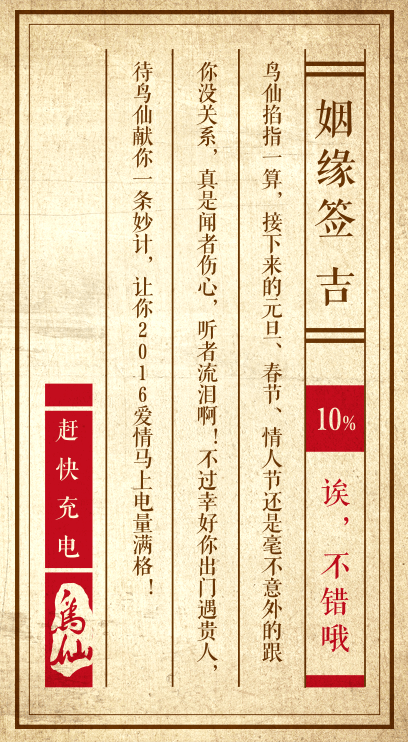 姻缘签 吉
10%
诶，不错哦
鸟仙掐指一算，接下来的元旦、春节、情人节还是毫不意外的跟
你没关系，真是闻者伤心，听者流泪啊！不过幸好你出门遇贵人，
待鸟仙献你一条妙计，让你2016爱情马上电量满格！
赶快充电
鸟仙